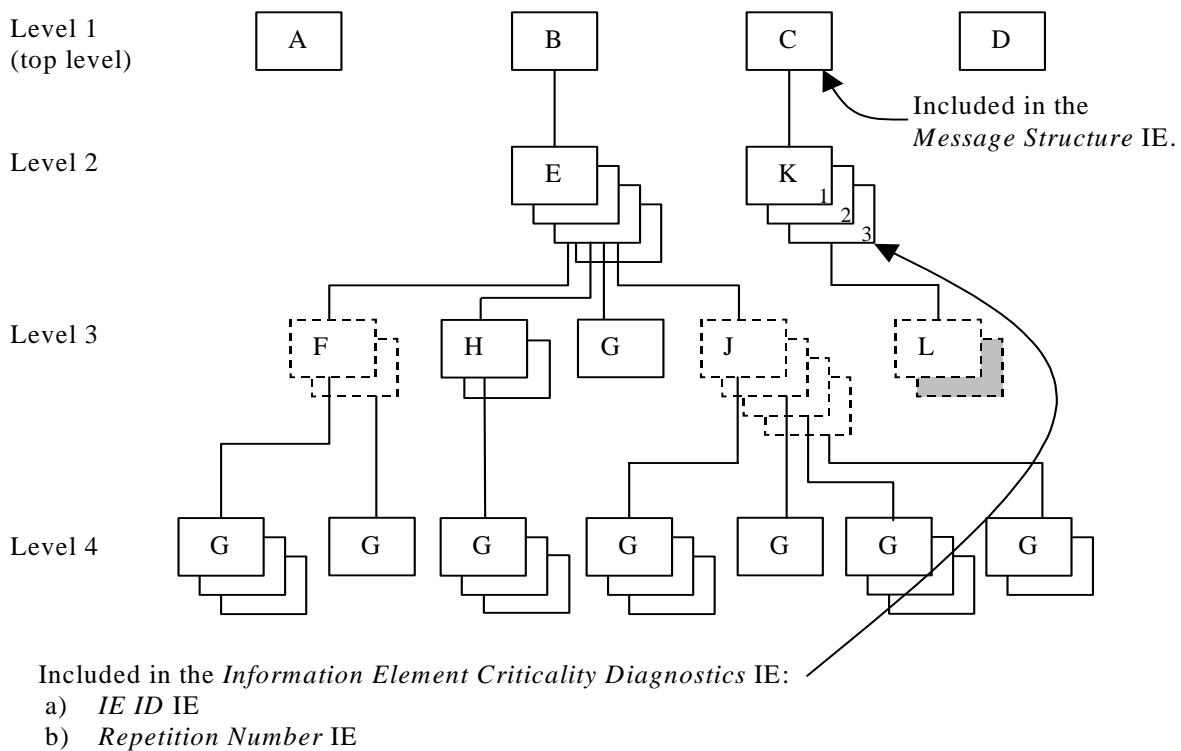 Level 1
(top level)
A
B
C
D
Included in the
Message Structure IE.
Level 2
E
K
1
2
3
Level 3
F
H
G
J
L
Level 4
G
G
G
G
G
G
G
Included in the Information Element Criticality Diagnostics IE:
a) IE ID IE
b) Repetition Number IE